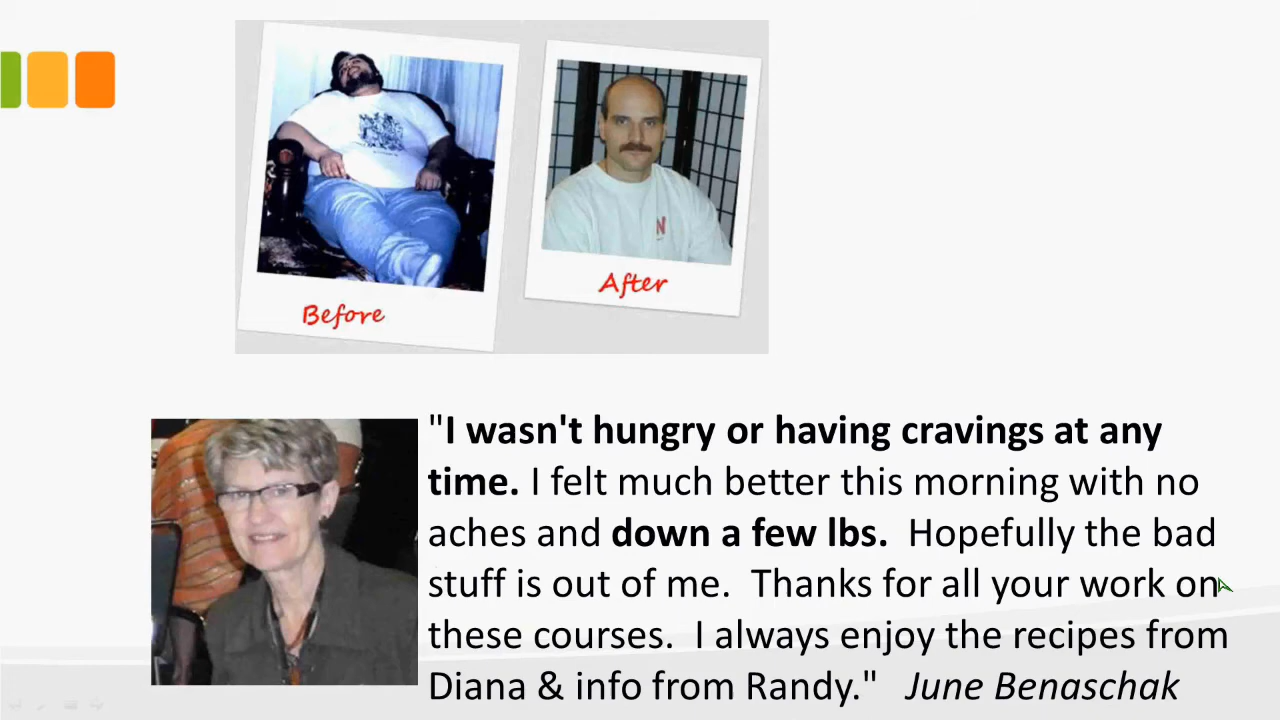 Before
After
"I wasn't hungry or having cravings at any
time. I felt much better this morning with no
aches and down a few lbs.  Hopefully the bad
stuff is out of me.  Thanks for all your work on
these courses.  I always enjoy the recipes from
Diana & info from Randy."   June Benaschak
N